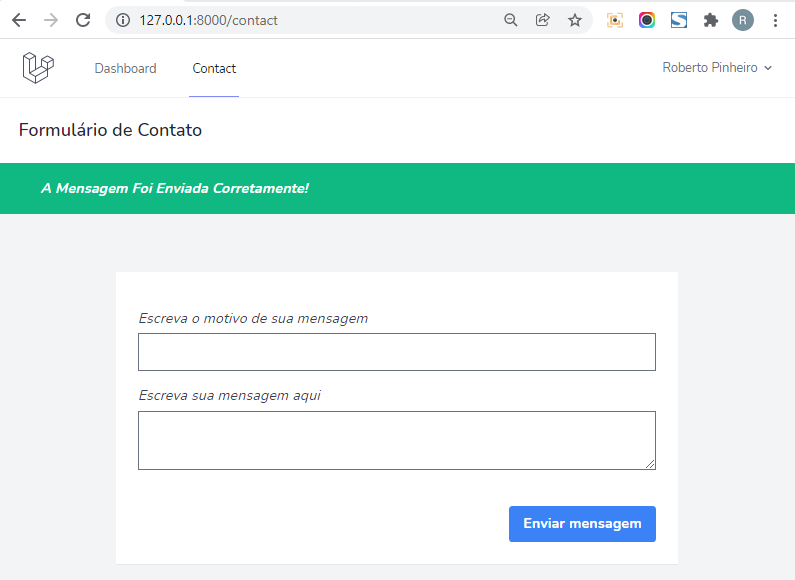 127.0.0.1:8000/contact
R
Dashboard Contact Roberto Pinheiro
Formulário de Contato
A Mensagem Foi Enviada Corretamente!
Escreva o motivo de sua mensagem
Escreva sua mensagem aqui
Enviar mensagem